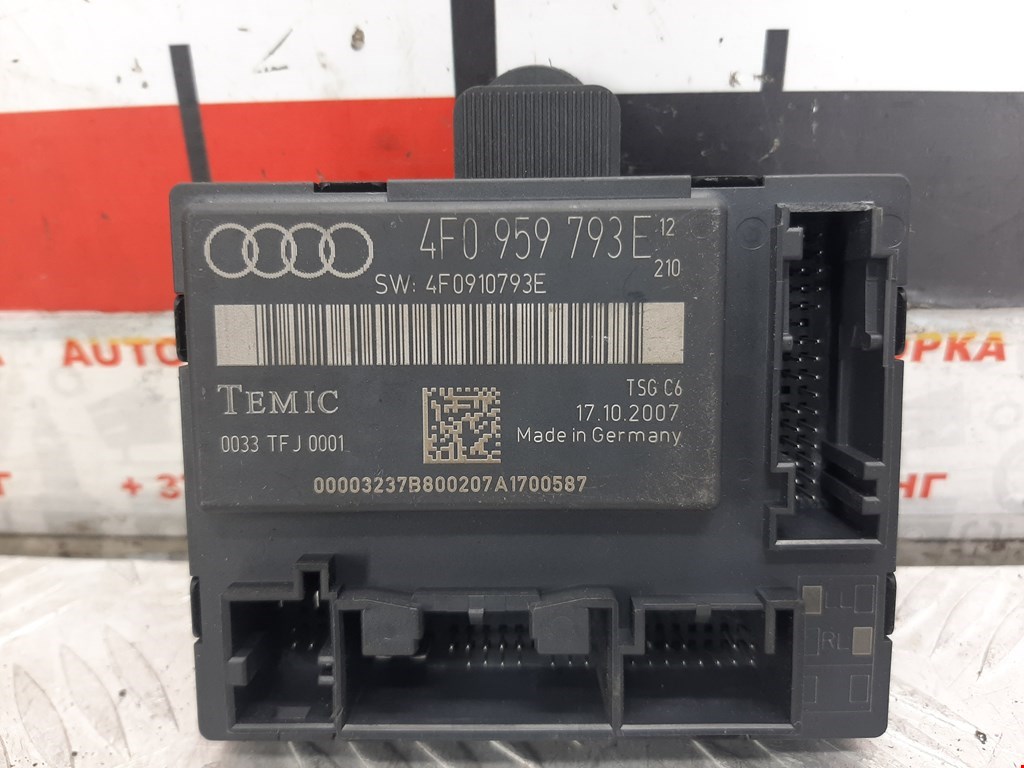 4F0 959 793E 12
210
SW: 4F0910793E
TEMIC
TSG C6
17.10.2007
0033 TFJ 0001
Made in Germany
00003237B800207A1700587
RL